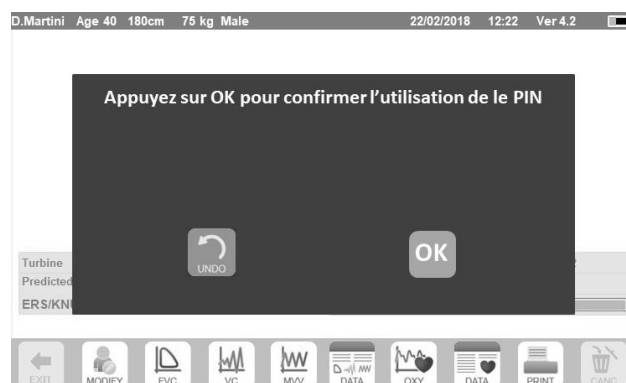 D.Martini Age 40 180cm 75 kg Male 22/02/2018 12:22 Ver 4.2
Appuyez sur OK pour confirmer l'utilisation de le PIN
UNDO
OK
Turbine
Predicted
ERS/KN
EXIT
MODIFY
FVC
VC
MVV
DATA
OXY
DATA
PRINT
CANC